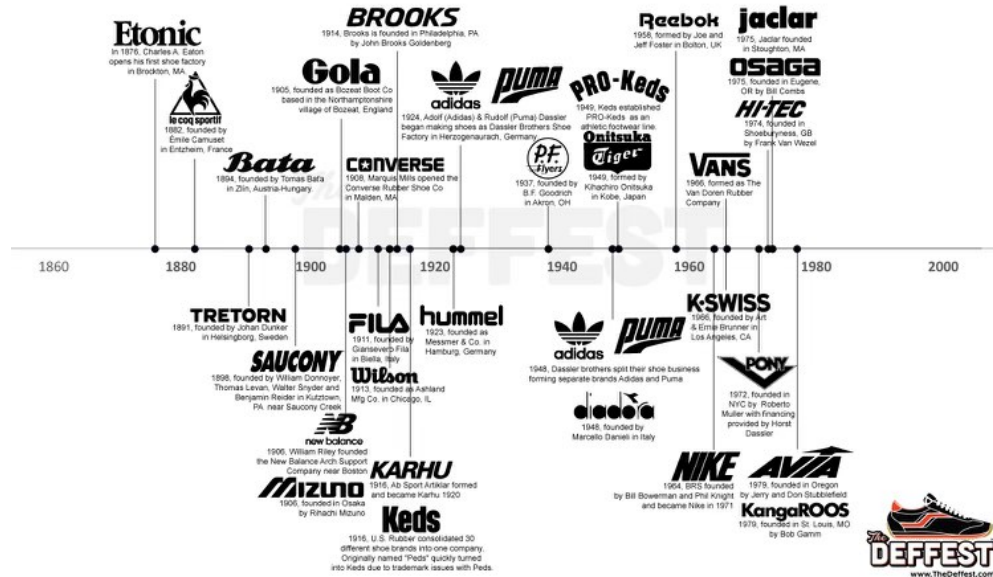 Etonic
In 1876, Charles A. Eaton
opens his first shoe factory
in Brockton, MA
le coq sportif
1882, founded by
Émile Camuset
in Entzheim, France
Bata
1894, founded by Tomas Bat'a
in Zlín, Austria-Hungary.
BROOKS
1914, Brooks is founded in Philadelphia, PA
by John Brooks Goldenberg
Gola
1905, founded as Bozeat Boot Co
based in the Northamptonshire
village of Bozeat, England
CONVERSE
1908, Marquis Mills opened the
Converse Rubber Shoe Co
in Malden, MA
adidas
PUMA
1924, Adolf (Adidas) & Rudolf (Puma) Dassler
began making shoes as Dassler Brothers Shoe
Factory in Herzogenaurach, Germany
P.F.
Flyers
1937, founded by
B.F. Goodrich
in Akron, OH
PRO-Keds
1949, Keds established
PRO-Keds as an
athletic footwear line.
Onitsuka
Tiger
1949, formed by
Kihachiro Onitsuka
in Kobe, Japan
Reebok
1958, formed by Joe and
Jeff Foster in Bolton, UK
VANS
1966, formed as The
Van Doren Rubber
Company
jaclar
1975, Jaclar founded
in Stoughton, MA
OSAGA
1975, founded in Eugene,
OR by Bill Combs
HI-TEC
1974, founded in
Shoeburyness, GB
by Frank Van Wezel
The
DEFFEST
1860
1880
1900
1920
1940
1960
1980
2000
TRETORN
1891, founded by Johan Dunker
in Helsingborg, Sweden
SAUCONY
1898, founded by William Donnoyer,
Thomas Levan, Walter Snyder and
Benjamin Reider in Kutztown,
PA near Saucony Creek
NB
new balance
1906, William Riley founded
the New Balance Arch Support
Company near Boston
MIZUNO
1906, founded in Osaka
by Rihachi Mizuno
FILA
1911, founded by
Giansevero Fila
in Biella, Italy
Wilson
1913, founded as Ashland
Mfg Co. in Chicago, IL
hummel
1923, founded as
Messmer & Co. in
Hamburg, Germany
KARHU
1916, Ab Sport Artiklar formed
and became Karhu 1920
Keds
1916, U.S. Rubber consolidated 30
different shoe brands into one company.
Originally named "Peds" quickly turned
into Keds due to trademark issues with Peds.
adidas
PUMA
1948, Dassler brothers split their shoe business
forming separate brands Adidas and Puma
diadora
1948, founded by
Marcello Danieli in Italy
K-SWISS
1966, founded by Art
& Ernie Brunner in
Los Angeles, CA
PONY
1972, founded in
NYC by Roberto
Muller with financing
provided by Horst
Dassler
NIKE
1964, BRS founded
by Bill Bowerman and Phil Knight
and became Nike in 1971
AVIA
1979, founded in Oregon
by Jerry and Don Stubblefield
KangaROOS
1979, founded in St. Louis, MO
by Bob Gamm
The
DEFFEST
www.TheDeffest.com